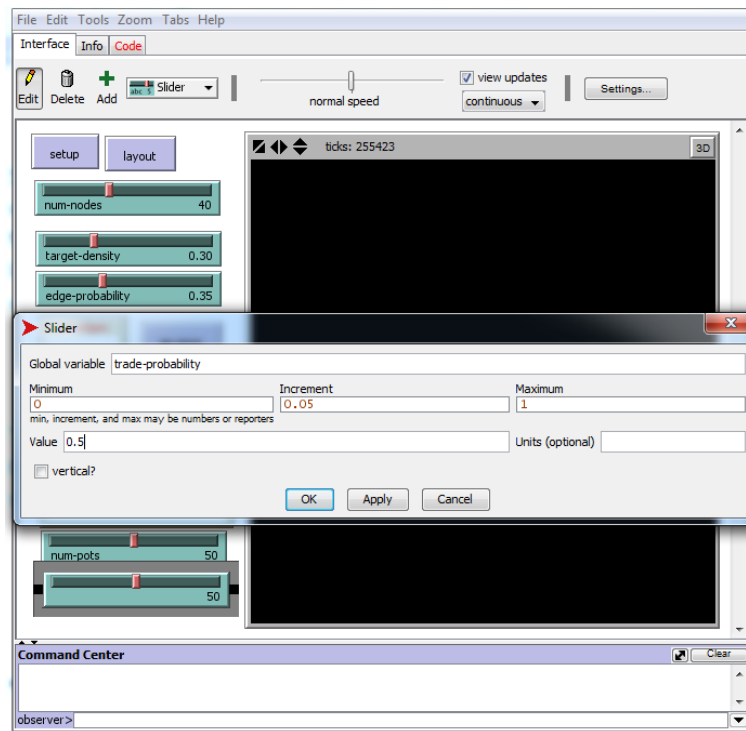 File Edit Tools Zoom Tabs Help
Interface Info Code
Edit Delete Add abc 5 Slider normal speed view updates continuous Settings...
setup layout ticks: 255423 3D
num-nodes 40
target-density 0.30
edge-probability 0.35
Slider
Global variable trade-probability
Minimum Increment Maximum
0 0.05 1
min, increment, and max may be numbers or reporters
Value 0.5 Units (optional)
vertical?
OK Apply Cancel
num-pots 50
50
Command Center Clear
observer>